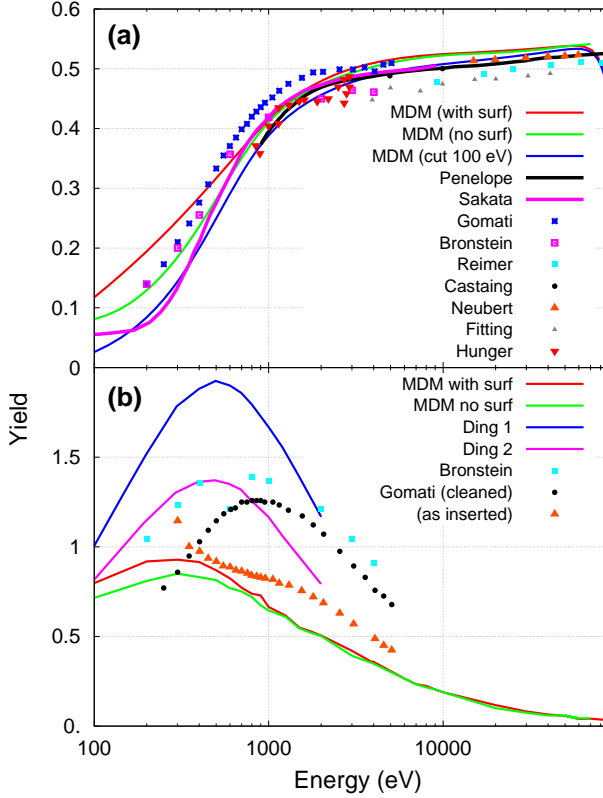 0.6
(a)
0.5
0.4
0.3
0.2
0.1
0
MDM (with surf)
MDM (no surf)
MDM (cut 100 eV)
Penelope
Sakata
Gomati
Bronstein
Reimer
Castaing
Neubert
Fitting
Hunger
Yield
(b)
1.5
1
0.5
0.
MDM with surf
MDM no surf
Ding 1
Ding 2
Bronstein
Gomati (cleaned)
(as inserted)
100
1000
10000
Energy (eV)